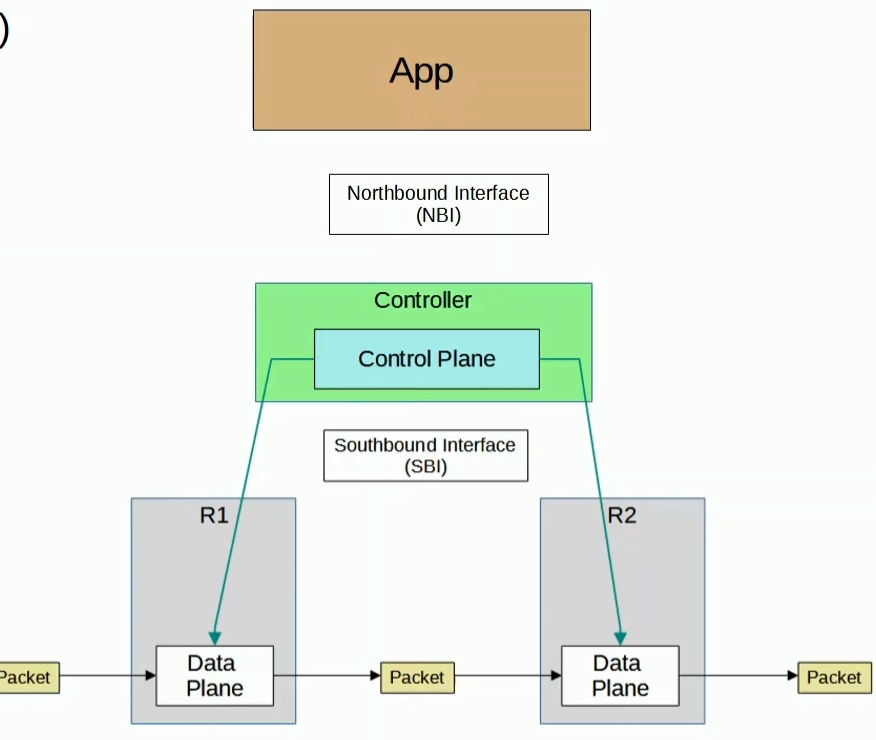 )
App
Northbound Interface
(NBI)
Controller
Control Plane
Southbound Interface
(SBI)
R1
R2
Data
Plane
Data
Plane
Packet
Packet
Packet